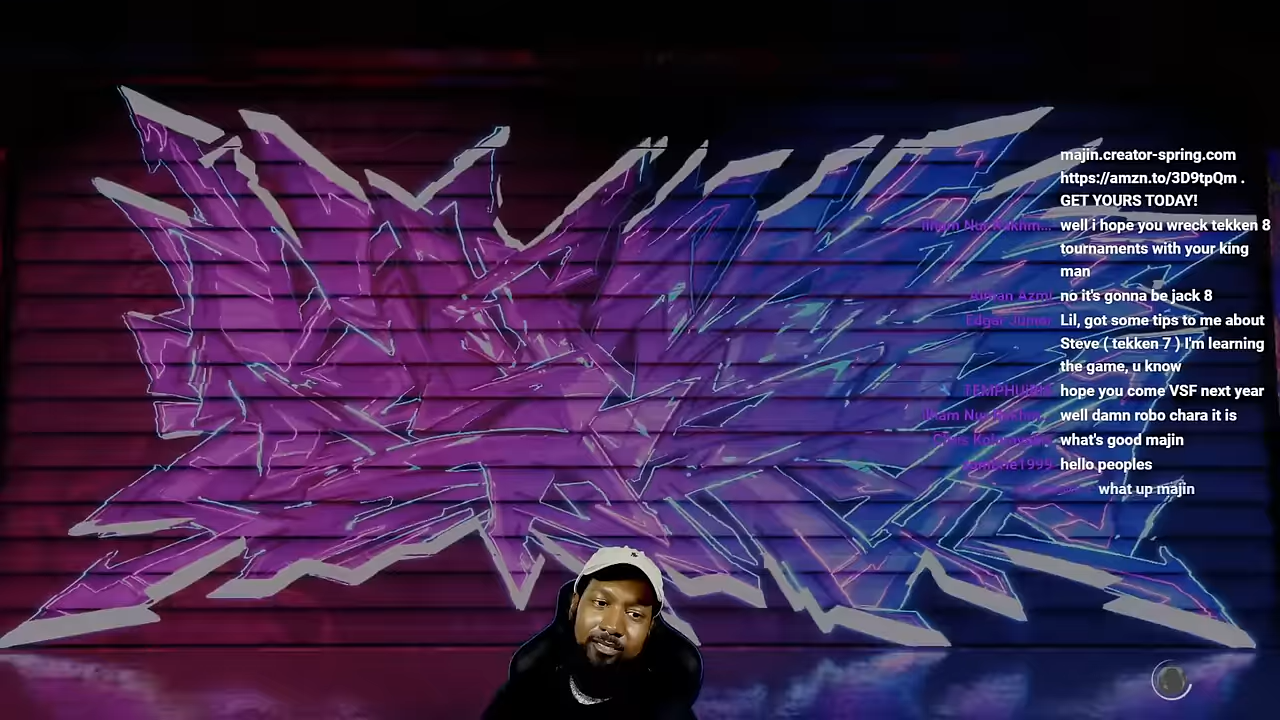 majin.creator-spring.com
https://amzn.to/3D9tpQm .
GET YOURS TODAY!
well i hope you wreck tekken 8
tournaments with your king
man
no it's gonna be jack 8
Edgar Júnior Lil, got some tips to me about
Steve ( tekken 7 ) I'm learning
the game, u know
hope you come VSF next year
well damn robo chara it is
what's good majin
hello peoples
what up majin